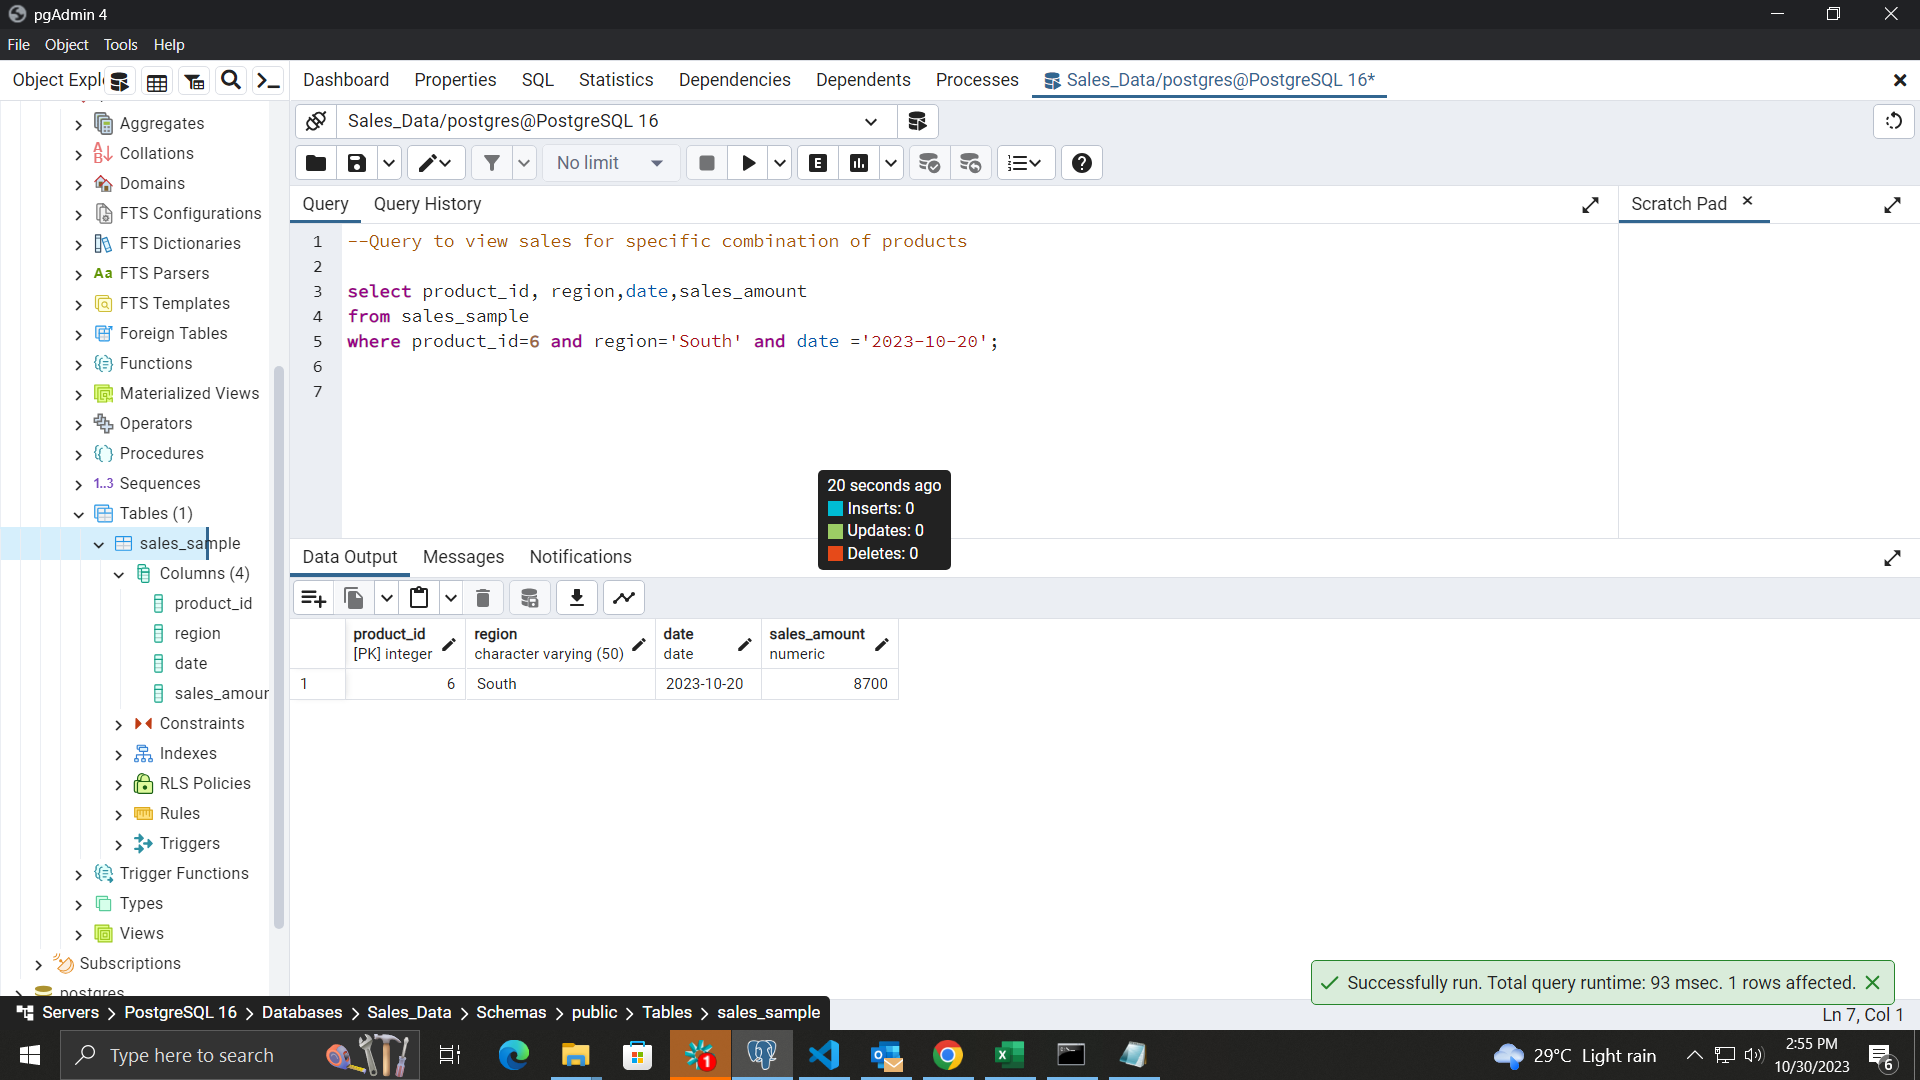 pgAdmin 4
File Object Tools Help
Object Explo
Dashboard Properties SQL Statistics Dependencies Dependents Processes Sales_Data/postgres@PostgreSQL 16*
Sales_Data/postgres@PostgreSQL 16
No limit
E
Query Query History
Scratch Pad
1 --Query to view sales for specific combination of products
2
3 select product_id, region,date,sales_amount
4 from sales_sample
5 where product_id=6 and region='South' and date ='2023-10-20';
6
7
Aggregates
Collations
Domains
FTS Configurations
FTS Dictionaries
Aa FTS Parsers
FTS Templates
Foreign Tables
Functions
Materialized Views
Operators
Procedures
1..3 Sequences
Tables (1)
sales_sample
Columns (4)
product_id
region
date
sales_amour
Constraints
Indexes
RLS Policies
Rules
Triggers
Trigger Functions
Types
Views
Subscriptions
postgres
20 seconds ago
Inserts: 0
Updates: 0
Deletes: 0
Data Output Messages Notifications
product_id region date sales_amount
[PK] integer character varying (50) date numeric
1 6 South 2023-10-20 8700
Successfully run. Total query runtime: 93 msec. 1 rows affected.
Servers > PostgreSQL 16 > Databases > Sales_Data > Schemas > public > Tables > sales_sample
Ln 7, Col 1
Type here to search
1
29°C Light rain
2:55 PM
10/30/2023
6